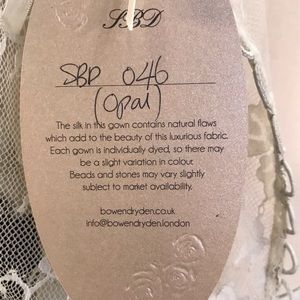 SBD
SBD 046
(Opal)
The silk in this gown contains natural flaws
which add to the beauty of this luxurious fabric.
Each gown is individually dyed, so there may
be a slight variation in colour.
Beads and stones may vary slightly
subject to market availability.
bowendryden.co.uk
info@bowendryden.london